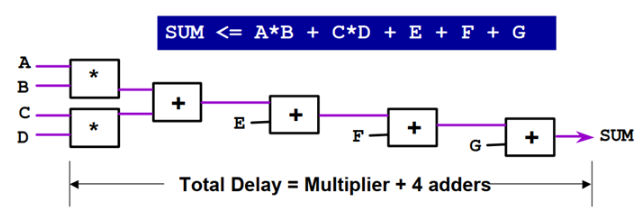 SUM <= A*B + C*D + E + F + G
A
B
*
C
D
*
+
E
+
F
+
G
+
SUM
Total Delay = Multiplier + 4 adders